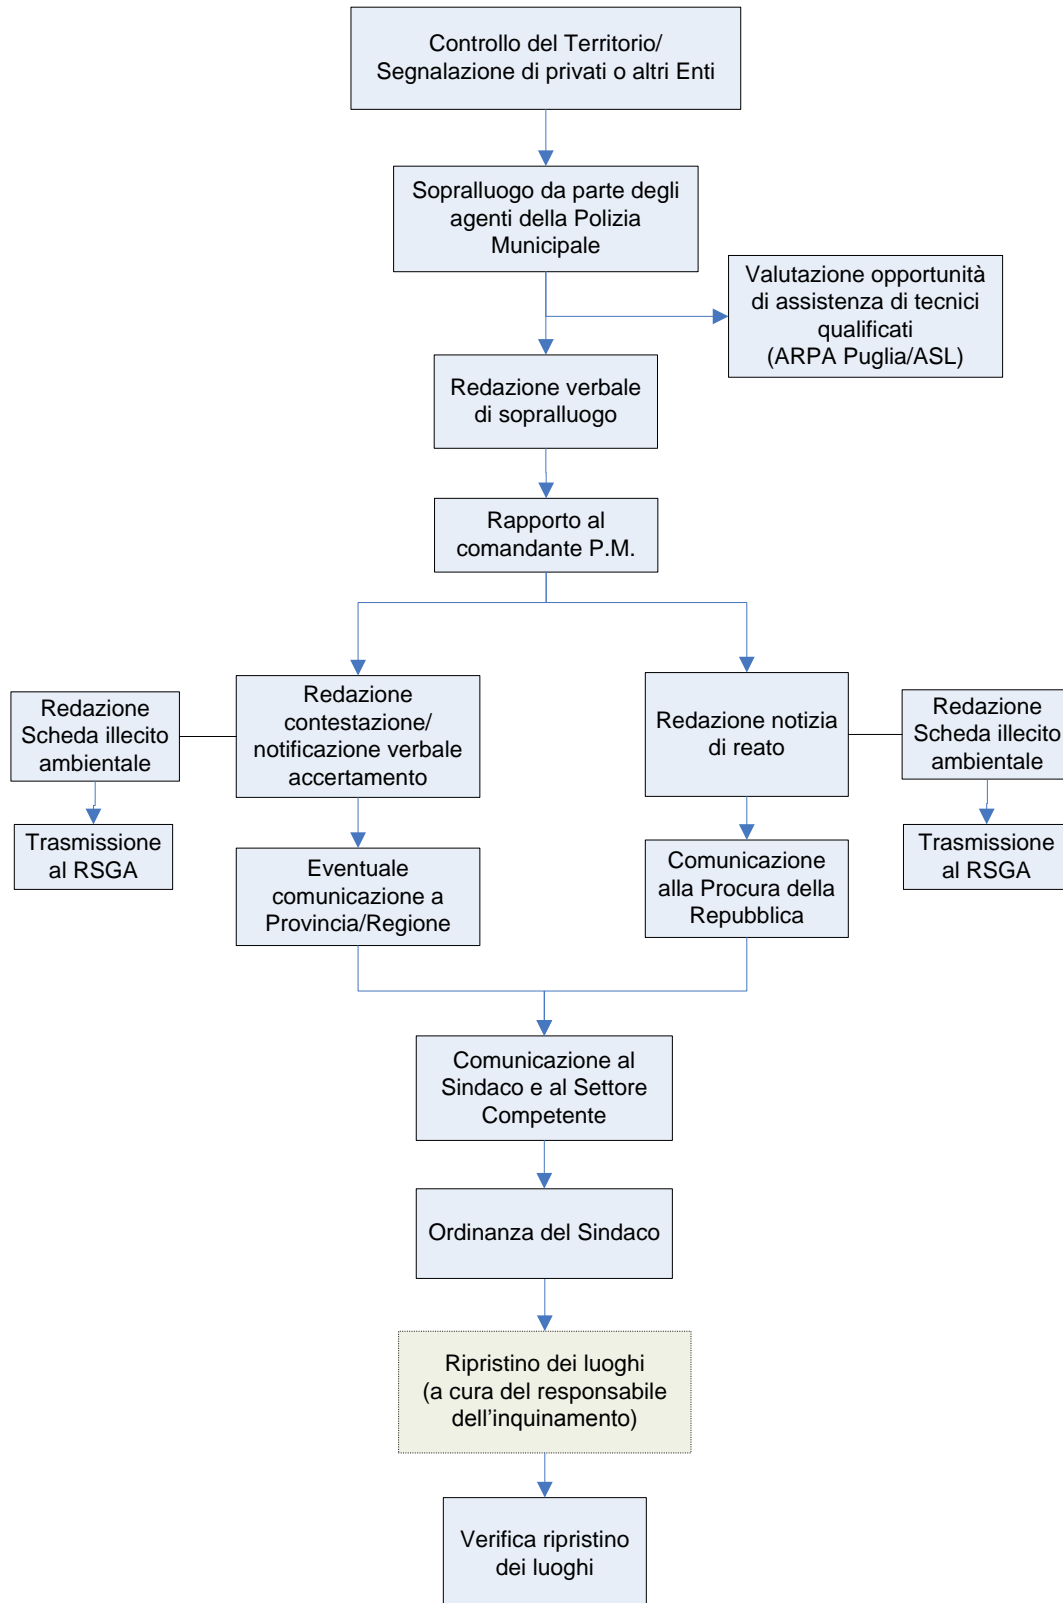 Controllo del Territorio/
Segnalazione di privati o altri Enti
Sopralluogo da parte degli
agenti della Polizia
Municipale
Valutazione opportunità
di assistenza di tecnici
qualificati
(ARPA Puglia/ASL)
Redazione verbale
di sopralluogo
Rapporto al
comandante P.M.
Redazione
Scheda illecito
ambientale
Redazione
contestazione/
notificazione verbale
accertamento
Redazione notizia
di reato
Redazione
Scheda illecito
ambientale
Trasmissione
al RSGA
Eventuale
comunicazione a
Provincia/Regione
Comunicazione
alla Procura della
Repubblica
Trasmissione
al RSGA
Comunicazione al
Sindaco e al Settore
Competente
Ordinanza del Sindaco
Ripristino dei luoghi
(a cura del responsabile
dell'inquinamento)
Verifica ripristino
dei luoghi